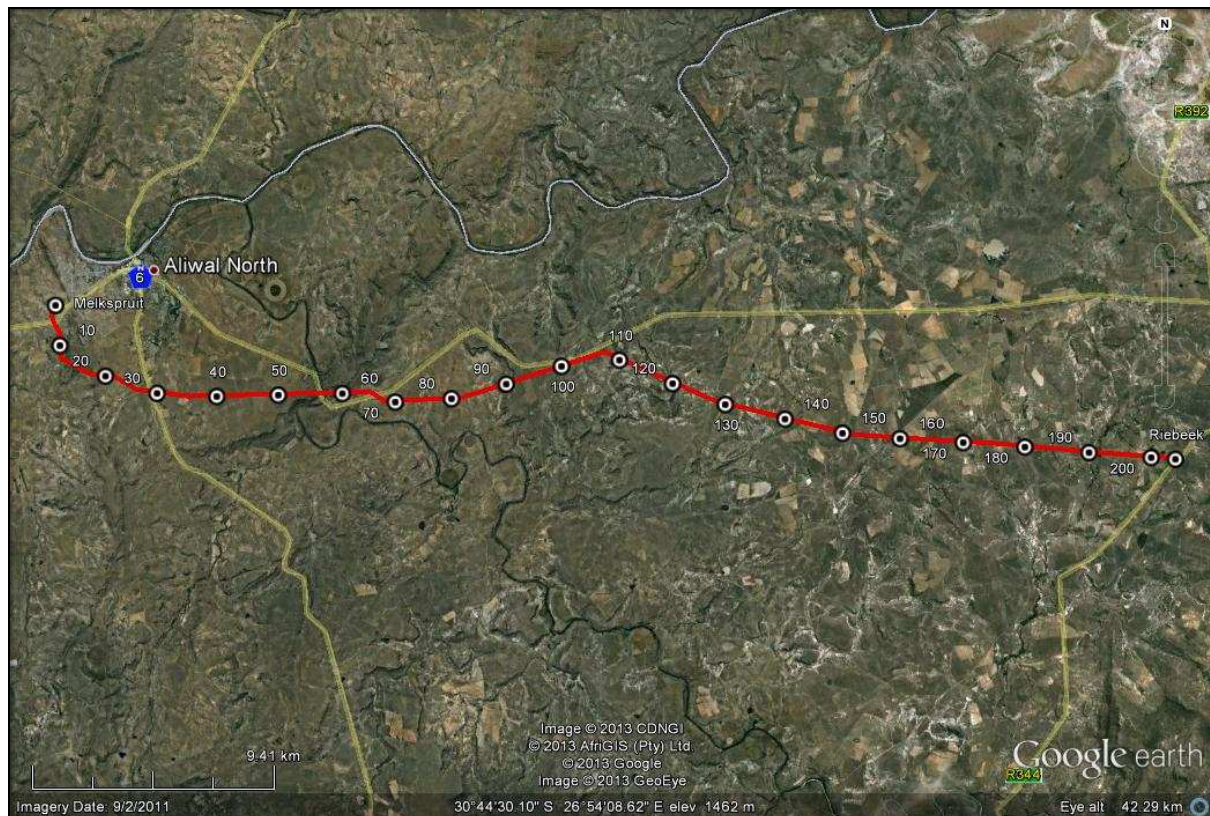 N
R392
Aliwal North
6
Melkspruit
10
20
30
40
50
60
70
80
90
100
110
120
130
140
150
160
170
180
190
200
Riebeek
Image © 2013 CDNGI
© 2013 AfriGIS (Pty) Ltd.
© 2013 Google
Image © 2013 GeoEye
9.41 km
R344
Google earth
Imagery Date: 9/2/2011 30°44'30.10" S 26°54'08.62" E elev 1462 m Eye alt 42.29 km